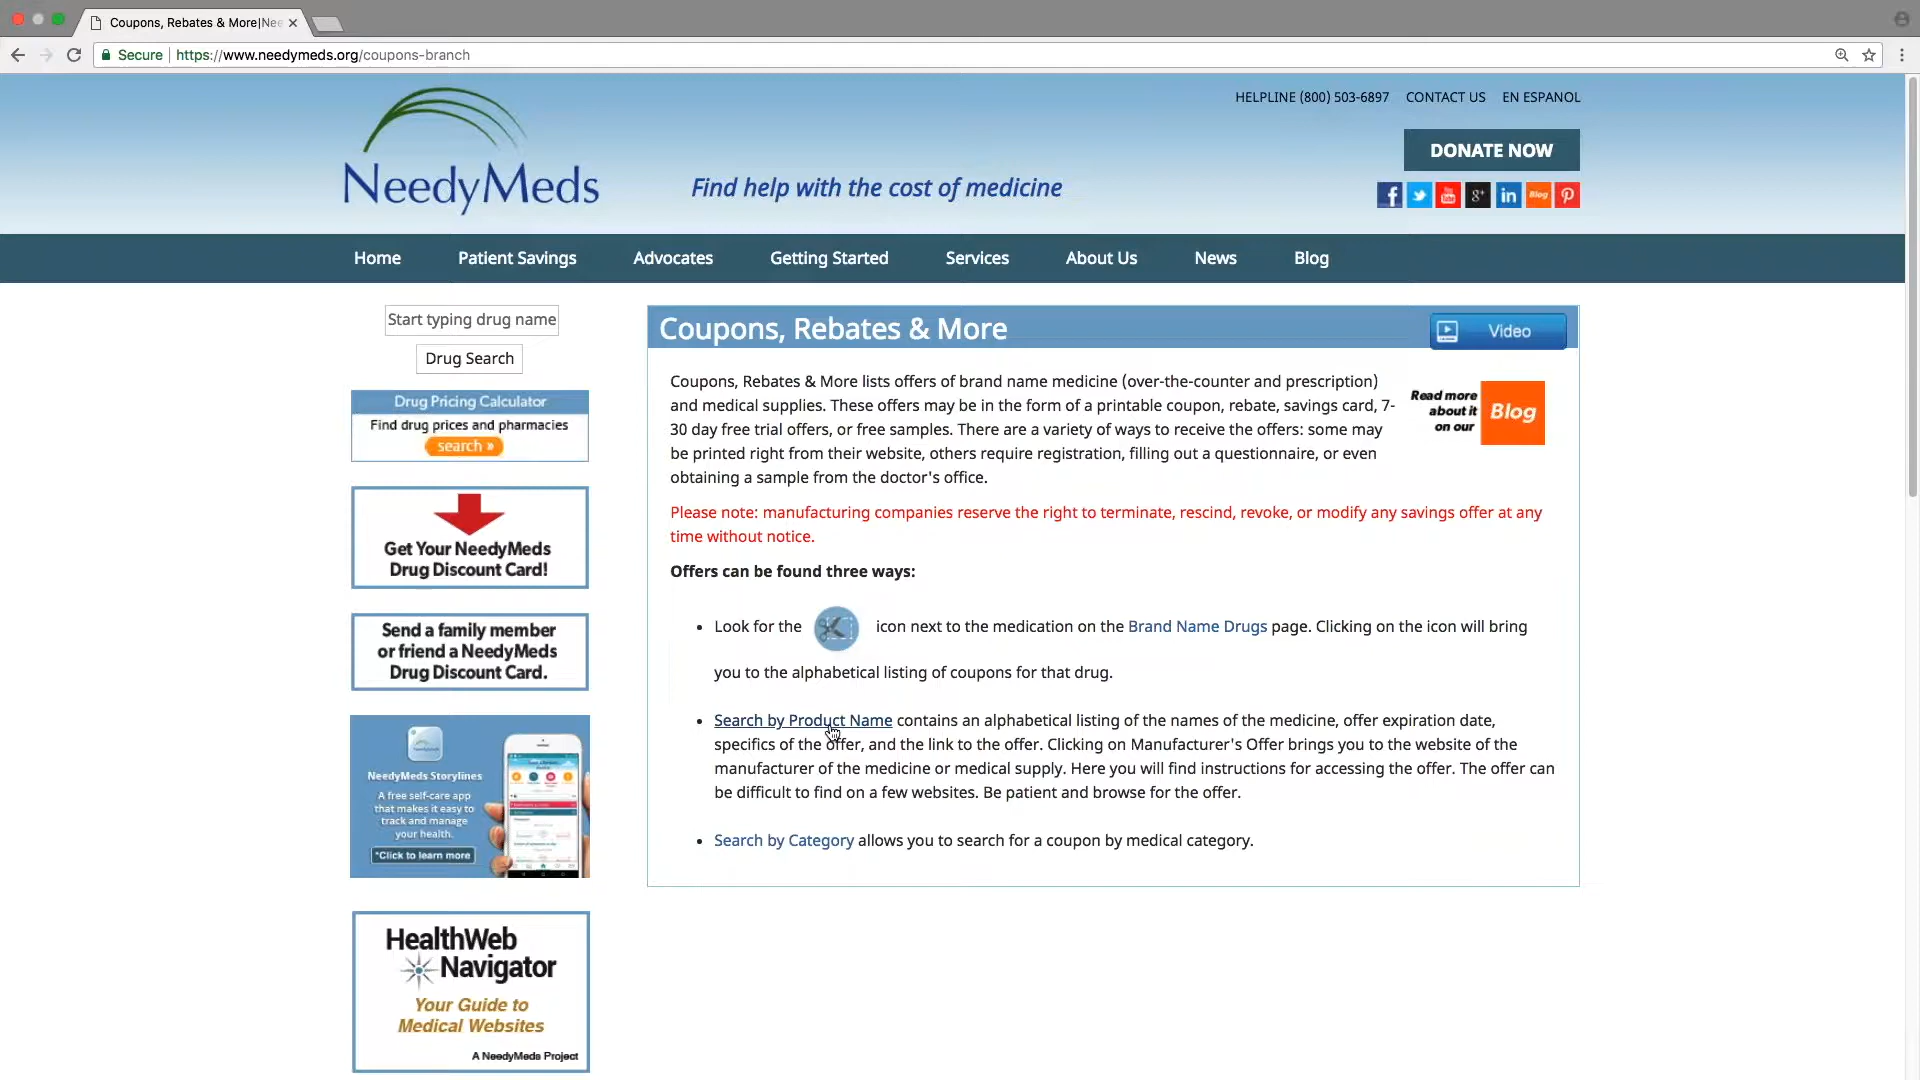 Coupons, Rebates & More|Nee
Secure
https://www.needymeds.org/coupons-branch
HELPLINE (800) 503-6897 CONTACT US EN ESPANOL
DONATE NOW
NeedyMeds
Find help with the cost of medicine
f
You
Tube
g+
in
Blog
Home Patient Savings Advocates Getting Started Services About Us News Blog
Start typing drug name
Drug Search
Drug Pricing Calculator
Find drug prices and pharmacies
search »
Get Your NeedyMeds
Drug Discount Card!
Send a family member
or friend a NeedyMeds
Drug Discount Card.
NeedyMeds Storylines
A free self-care app
that makes it easy to
track and manage
your health.
*Click to learn more
HealthWeb
Navigator
Your Guide to
Medical Websites
A NeedyMeds Project
Coupons, Rebates & More
Video
Coupons, Rebates & More lists offers of brand name medicine (over-the-counter and prescription)
and medical supplies. These offers may be in the form of a printable coupon, rebate, savings card, 7-
30 day free trial offers, or free samples. There are a variety of ways to receive the offers: some may
be printed right from their website, others require registration, filling out a questionnaire, or even
obtaining a sample from the doctor's office.
Read more
about it
on our
Blog
Please note: manufacturing companies reserve the right to terminate, rescind, revoke, or modify any savings offer at any
time without notice.
Offers can be found three ways:
• Look for the icon next to the medication on the Brand Name Drugs page. Clicking on the icon will bring
you to the alphabetical listing of coupons for that drug.
• Search by Product Name contains an alphabetical listing of the names of the medicine, offer expiration date,
specifics of the offer, and the link to the offer. Clicking on Manufacturer's Offer brings you to the website of the
manufacturer of the medicine or medical supply. Here you will find instructions for accessing the offer. The offer can
be difficult to find on a few websites. Be patient and browse for the offer.
• Search by Category allows you to search for a coupon by medical category.